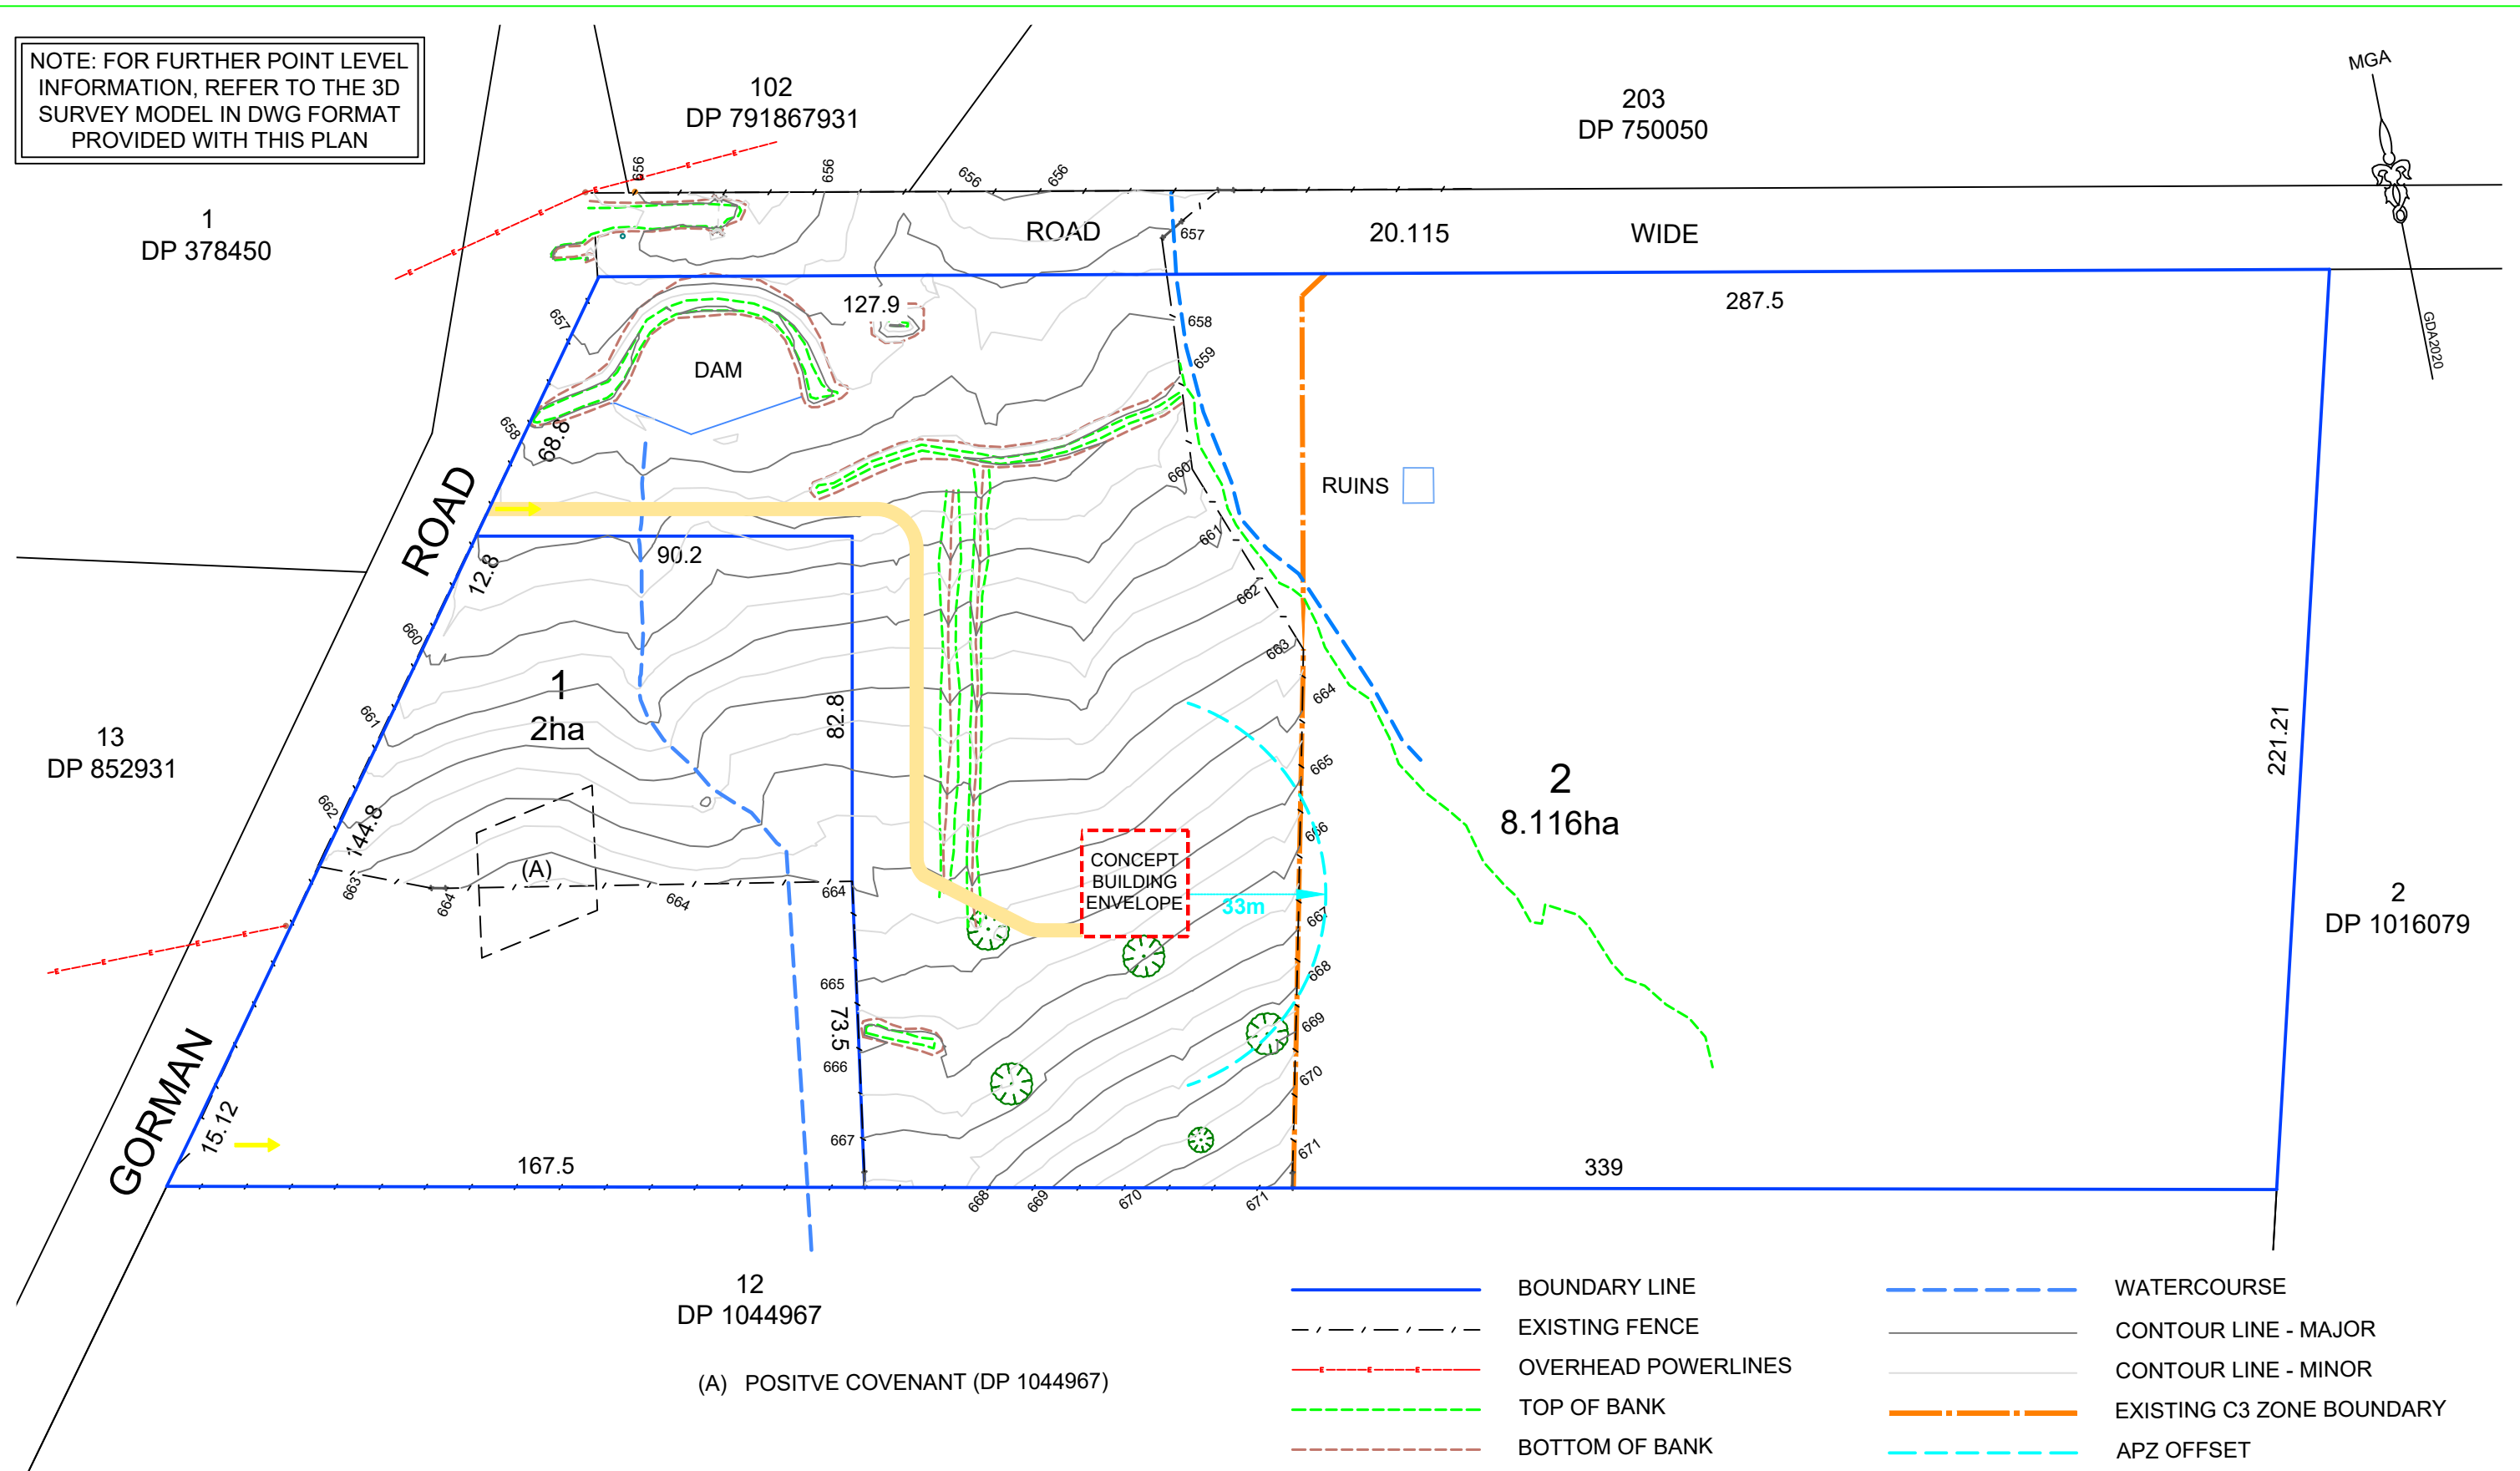 NOTE: FOR FURTHER POINT LEVEL
INFORMATION, REFER TO THE 3D
SURVEY MODEL IN DWG FORMAT
PROVIDED WITH THIS PLAN
102
DP 791867931
203
DP 750050
MGA
GDA2020
1
DP 378450
656
656
656
656
ROAD
20.115
WIDE
657
657
127.9
287.5
658
659
DAM
658
68.8
660
RUINS
ROAD
661
12.8
90.2
662
660
663
1
2ha
82.8
661
664
13
DP 852931
665
2
8.116ha
221.21
662
144.8
666
CONCEPT
BUILDING
ENVELOPE
33m
(A)
663
664
664
664
667
2
DP 1016079
668
665
73.5
669
666
670
GORMAN
15.12
667
671
167.5
339
668
669
670
671
12
DP 1044967
(A) POSITVE COVENANT (DP 1044967)
BOUNDARY LINE
EXISTING FENCE
E E E
OVERHEAD POWERLINES
TOP OF BANK
BOTTOM OF BANK
WATERCOURSE
CONTOUR LINE - MAJOR
CONTOUR LINE - MINOR
EXISTING C3 ZONE BOUNDARY
APZ OFFSET